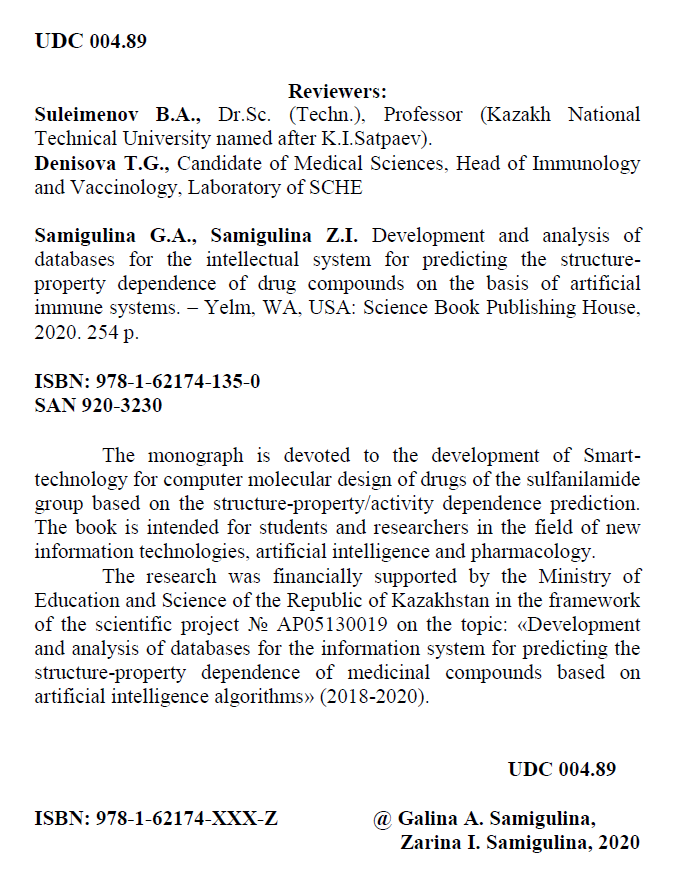 UDC 004.89
Reviewers:
Suleimenov B.A., Dr.Sc. (Techn.), Professor (Kazakh National
Technical University named after K.I.Satpaev).
Denisova T.G., Candidate of Medical Sciences, Head of Immunology
and Vaccinology, Laboratory of SCHE
Samigulina G.A., Samigulina Z.I. Development and analysis of
databases for the intellectual system for predicting the structure-
property dependence of drug compounds on the basis of artificial
immune systems. – Yelm, WA, USA: Science Book Publishing House,
2020. 254 p.
ISBN: 978-1-62174-135-0
SAN 920-3230
The monograph is devoted to the development of Smart-
technology for computer molecular design of drugs of the sulfanilamide
group based on the structure-property/activity dependence prediction.
The book is intended for students and researchers in the field of new
information technologies, artificial intelligence and pharmacology.
The research was financially supported by the Ministry of
Education and Science of the Republic of Kazakhstan in the framework
of the scientific project № AP05130019 on the topic: «Development
and analysis of databases for the information system for predicting the
structure-property dependence of medicinal compounds based on
artificial intelligence algorithms» (2018-2020).
UDC 004.89
ISBN: 978-1-62174-XXX-Z @ Galina A. Samigulina,
Zarina I. Samigulina, 2020